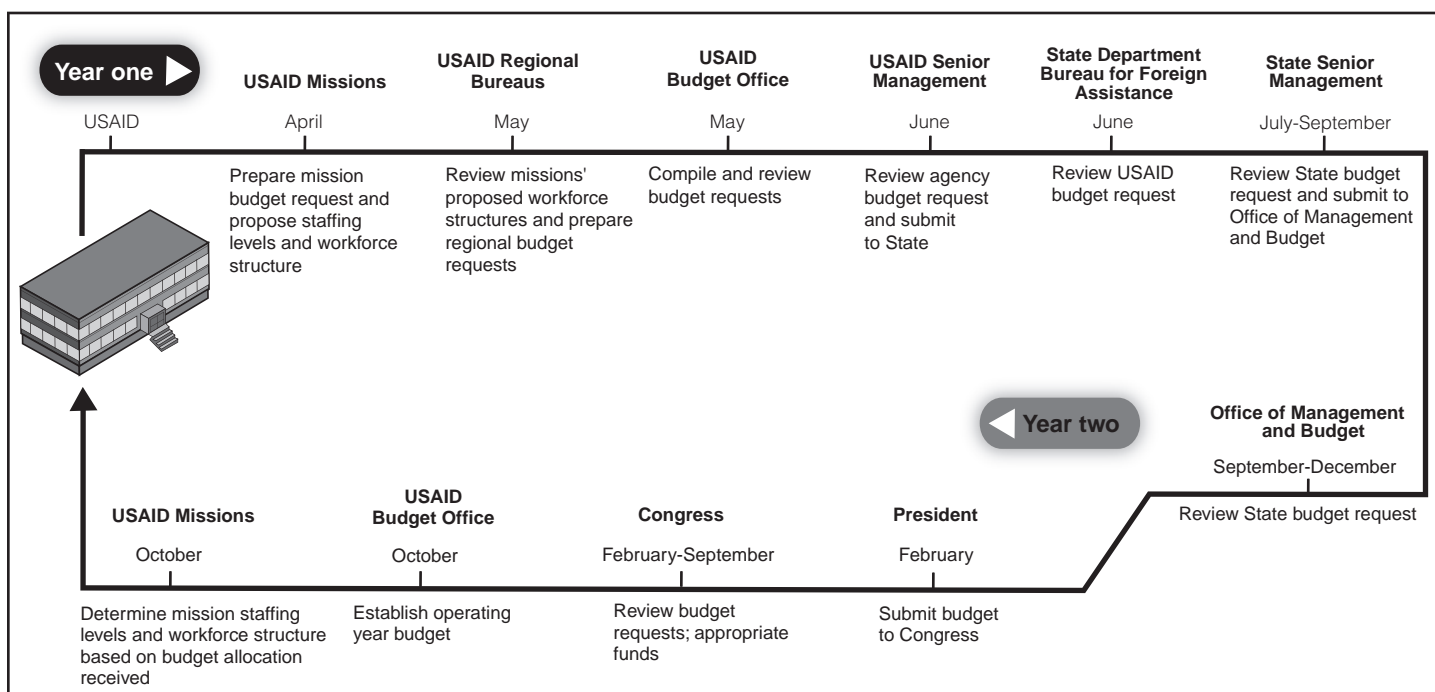 Year one
USAID
USAID Missions
April
Prepare mission
budget request and
propose staffing
levels and workforce
structure
USAID Regional
Bureaus
May
Review missions'
proposed workforce
structures and prepare
regional budget
requests
USAID
Budget Office
May
Compile and review
budget requests
USAID Senior
Management
June
Review agency
budget request
and submit
to State
State Department
Bureau for Foreign
Assistance
June
Review USAID
budget request
State Senior
Management
July-September
Review State budget
request and submit to
Office of Management
and Budget
Office of Management
and Budget
September-December
Review State budget request
Year two
President
February
Submit budget
to Congress
Congress
February-September
Review budget
requests; appropriate
funds
USAID
Budget Office
October
Establish operating
year budget
USAID Missions
October
Determine mission staffing
levels and workforce structure
based on budget allocation
received